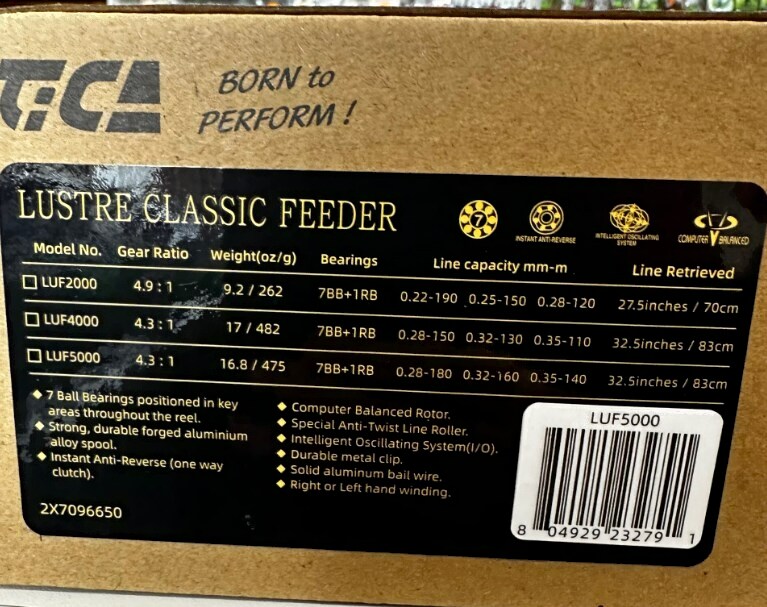 TiCA BORN to
PERFORM !
LUSTRE CLASSIC FEEDER
7
INSTANT ANTI-REVERSE
INTELLIGENT OSCILLATING
SYSTEM
COMPUTER BALANCED
Model No. Gear Ratio Weight(oz/g) Bearings Line capacity mm-m Line Retrieved
LUF2000 4.9 : 1 9.2 / 262 7BB+1RB 0.22-190 0.25-150 0.28-120 27.5inches / 70cm
LUF4000 4.3 : 1 17 / 482 7BB+1RB 0.28-150 0.32-130 0.35-110 32.5inches / 83cm
LUF5000 4.3 : 1 16.8 / 475 7BB+1RB 0.28-180 0.32-160 0.35-140 32.5inches / 83cm
7 Ball Bearings positioned in key
areas throughout the reel.
Strong, durable forged aluminium
alloy spool.
Instant Anti-Reverse (one way
clutch).
Computer Balanced Rotor.
Special Anti-Twist Line Roller.
Intelligent Oscillating System(I/O).
Durable metal clip.
Solid aluminum bail wire.
Right or Left hand winding.
2X7096650
LUF5000
8 04929 23279 1